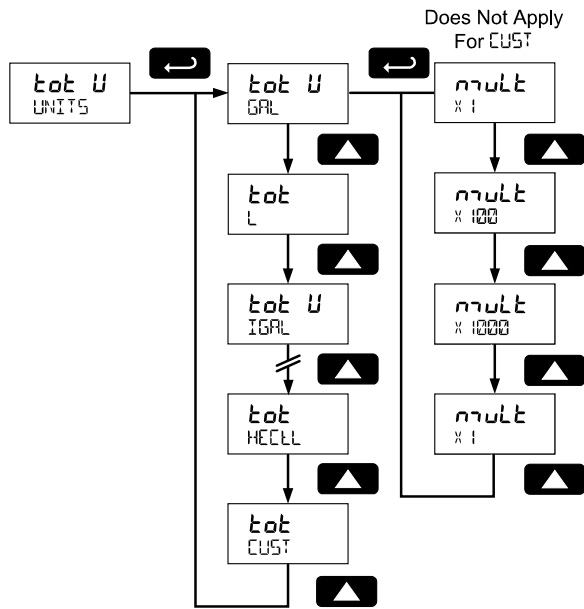 Does Not Apply
For CUST
tot U
UNITS
tot U
GAL
mult
X 1
tot
L
mult
X 100
tot U
IGAL
mult
X 1000
tot
HECtL
mult
X 1
tot
CUST